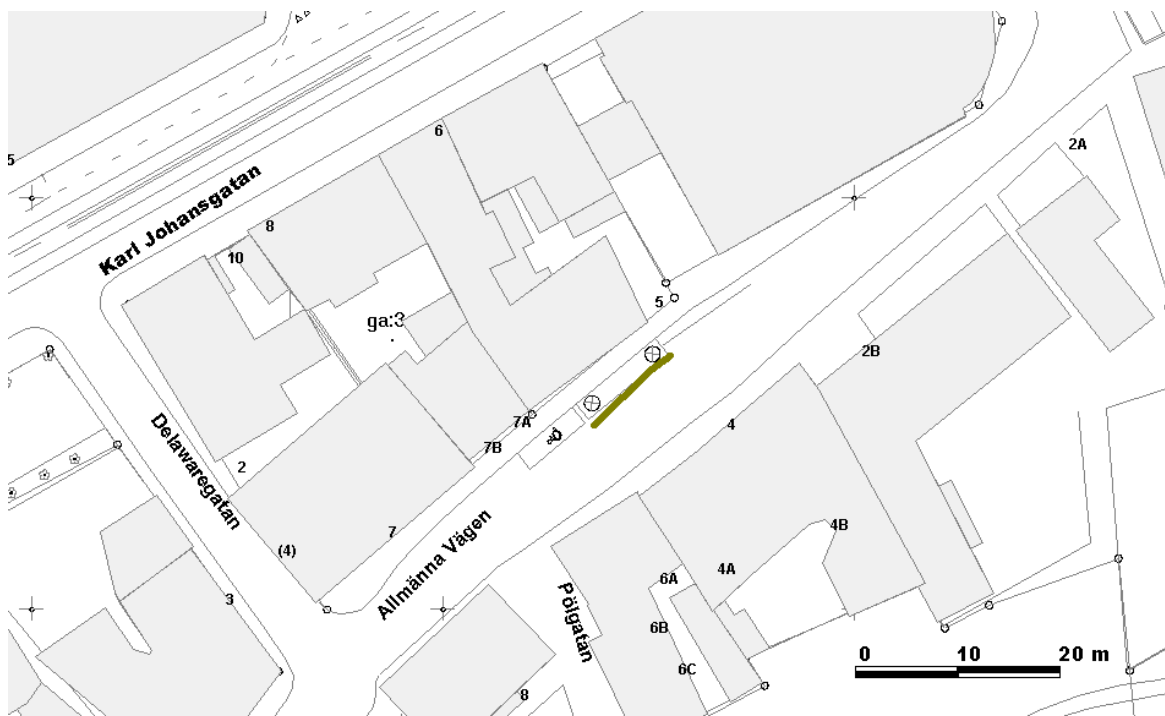 6
2A
5
Karl Johansgatan
8
10
ga:3
5
2B
7A
4
7B
2
Delawaregatan
7
4B
(4)
Allmänna Vägen
4A
6A
Pölgatan
3
6B
6C
0 10 20 m
8